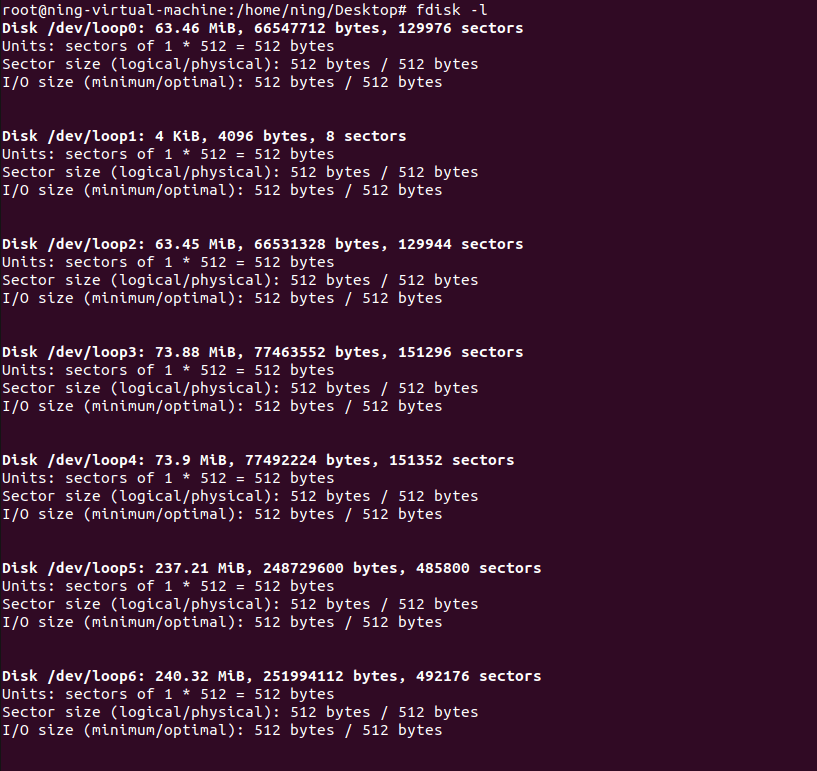 root@ning-virtual-machine:/home/ning/Desktop# fdisk -l
Disk /dev/loop0: 63.46 MiB, 66547712 bytes, 129976 sectors
Units: sectors of 1 * 512 = 512 bytes
Sector size (logical/physical): 512 bytes / 512 bytes
I/O size (minimum/optimal): 512 bytes / 512 bytes
Disk /dev/loop1: 4 KiB, 4096 bytes, 8 sectors
Units: sectors of 1 * 512 = 512 bytes
Sector size (logical/physical): 512 bytes / 512 bytes
I/O size (minimum/optimal): 512 bytes / 512 bytes
Disk /dev/loop2: 63.45 MiB, 66531328 bytes, 129944 sectors
Units: sectors of 1 * 512 = 512 bytes
Sector size (logical/physical): 512 bytes / 512 bytes
I/O size (minimum/optimal): 512 bytes / 512 bytes
Disk /dev/loop3: 73.88 MiB, 77463552 bytes, 151296 sectors
Units: sectors of 1 * 512 = 512 bytes
Sector size (logical/physical): 512 bytes / 512 bytes
I/O size (minimum/optimal): 512 bytes / 512 bytes
Disk /dev/loop4: 73.9 MiB, 77492224 bytes, 151352 sectors
Units: sectors of 1 * 512 = 512 bytes
Sector size (logical/physical): 512 bytes / 512 bytes
I/O size (minimum/optimal): 512 bytes / 512 bytes
Disk /dev/loop5: 237.21 MiB, 248729600 bytes, 485800 sectors
Units: sectors of 1 * 512 = 512 bytes
Sector size (logical/physical): 512 bytes / 512 bytes
I/O size (minimum/optimal): 512 bytes / 512 bytes
Disk /dev/loop6: 240.32 MiB, 251994112 bytes, 492176 sectors
Units: sectors of 1 * 512 = 512 bytes
Sector size (logical/physical): 512 bytes / 512 bytes
I/O size (minimum/optimal): 512 bytes / 512 bytes